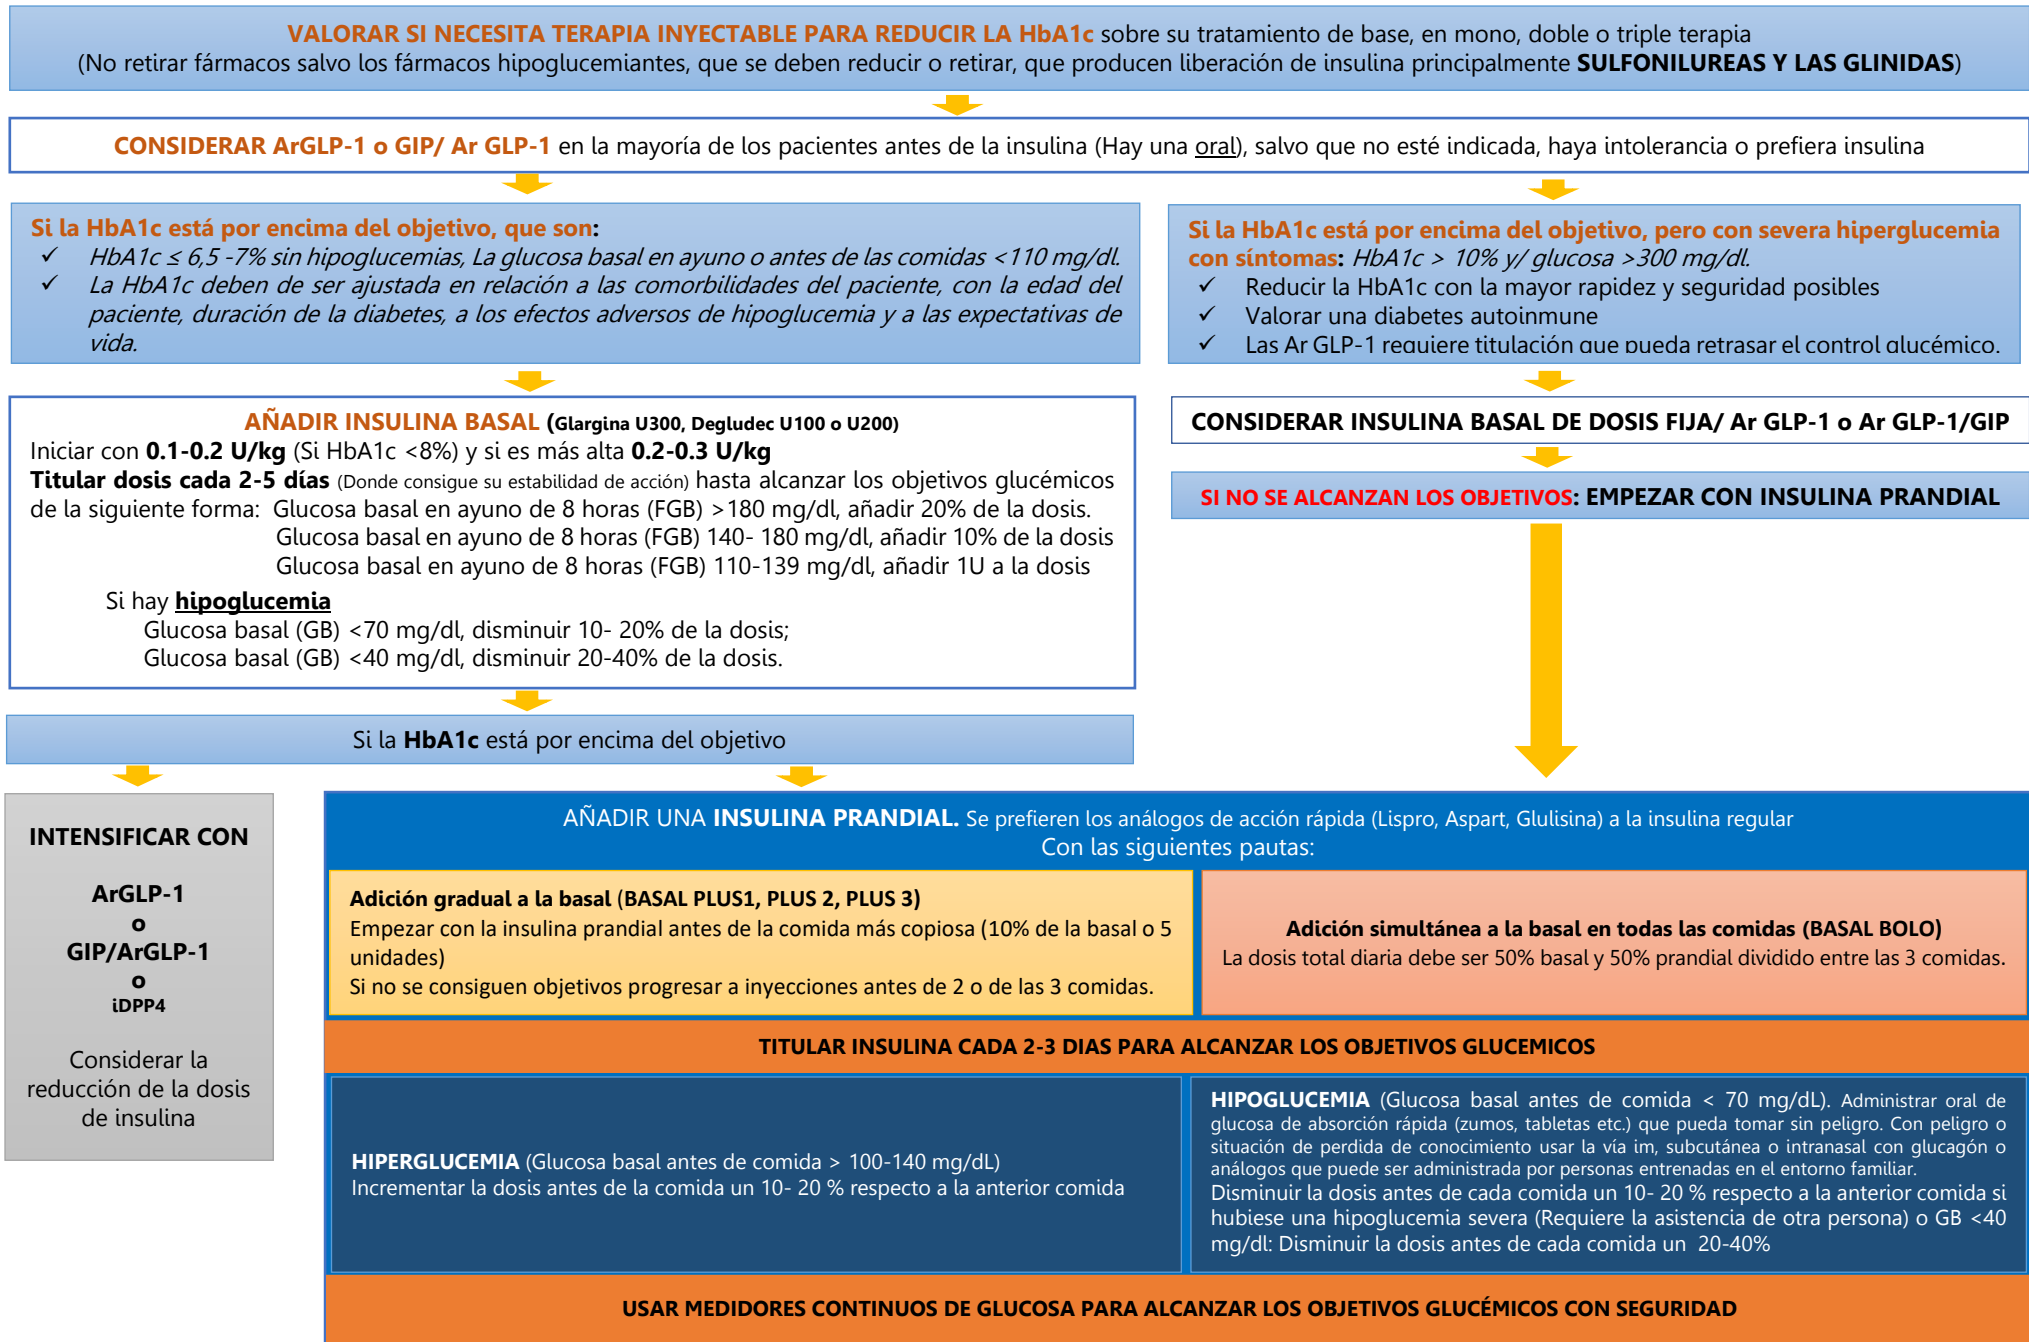 VALORAR SI NECESITA TERAPIA INYECTABLE PARA REDUCIR LA HbA1c sobre su tratamiento de base, en mono, doble o triple terapia
(No retirar fármacos salvo los fármacos hipoglucemiantes, que se deben reducir o retirar, que producen liberación de insulina principalmente SULFONILUREAS Y LAS GLINIDAS)
CONSIDERAR ArGLP-1 o GIP/ Ar GLP-1 en la mayoría de los pacientes antes de la insulina (Hay una oral), salvo que no esté indicada, haya intolerancia o prefiera insulina
Si la HbA1c está por encima del objetivo, que son:
✓ HbA1c ≤ 6,5 -7% sin hipoglucemias, La glucosa basal en ayuno o antes de las comidas <110 mg/dl.
✓ La HbA1c deben de ser ajustada en relación a las comorbilidades del paciente, con la edad del
paciente, duración de la diabetes, a los efectos adversos de hipoglucemia y a las expectativas de
vida.
Si la HbA1c está por encima del objetivo, pero con severa hiperglucemia
con síntomas: HbA1c > 10% y/ glucosa >300 mg/dl.
✓ Reducir la HbA1c con la mayor rapidez y seguridad posibles
✓ Valorar una diabetes autoinmune
✓ Las Ar GLP-1 requiere titulación que pueda retrasar el control glucémico.
AÑADIR INSULINA BASAL (Glargina U300, Degludec U100 o U200)
Iniciar con 0.1-0.2 U/kg (Si HbA1c <8%) y si es más alta 0.2-0.3 U/kg
Titular dosis cada 2-5 días (Donde consigue su estabilidad de acción) hasta alcanzar los objetivos glucémicos
de la siguiente forma: Glucosa basal en ayuno de 8 horas (FGB) >180 mg/dl, añadir 20% de la dosis.
Glucosa basal en ayuno de 8 horas (FGB) 140- 180 mg/dl, añadir 10% de la dosis
Glucosa basal en ayuno de 8 horas (FGB) 110-139 mg/dl, añadir 1U a la dosis
Si hay hipoglucemia
Glucosa basal (GB) <70 mg/dl, disminuir 10- 20% de la dosis;
Glucosa basal (GB) <40 mg/dl, disminuir 20-40% de la dosis.
CONSIDERAR INSULINA BASAL DE DOSIS FIJA/ Ar GLP-1 o Ar GLP-1/GIP
SI NO SE ALCANZAN LOS OBJETIVOS: EMPEZAR CON INSULINA PRANDIAL
Si la HbA1c está por encima del objetivo
INTENSIFICAR CON
ArGLP-1
o
GIP/ArGLP-1
o
iDPP4
Considerar la
reducción de la dosis
de insulina
AÑADIR UNA INSULINA PRANDIAL. Se prefieren los análogos de acción rápida (Lispro, Aspart, Glulisina) a la insulina regular
Con las siguientes pautas:
Adición gradual a la basal (BASAL PLUS1, PLUS 2, PLUS 3)
Empezar con la insulina prandial antes de la comida más copiosa (10% de la basal o 5
unidades)
Si no se consiguen objetivos progresar a inyecciones antes de 2 o de las 3 comidas.
Adición simultánea a la basal en todas las comidas (BASAL BOLO)
La dosis total diaria debe ser 50% basal y 50% prandial dividido entre las 3 comidas.
TITULAR INSULINA CADA 2-3 DIAS PARA ALCANZAR LOS OBJETIVOS GLUCEMICOS
HIPERGLUCEMIA (Glucosa basal antes de comida > 100-140 mg/dL)
Incrementar la dosis antes de la comida un 10- 20 % respecto a la anterior comida
HIPOGLUCEMIA (Glucosa basal antes de comida < 70 mg/dL). Administrar oral de
glucosa de absorción rápida (zumos, tabletas etc.) que pueda tomar sin peligro. Con peligro o
situación de perdida de conocimiento usar la vía im, subcutánea o intranasal con glucagón o
análogos que puede ser administrada por personas entrenadas en el entorno familiar.
Disminuir la dosis antes de cada comida un 10- 20 % respecto a la anterior comida si
hubiese una hipoglucemia severa (Requiere la asistencia de otra persona) o GB <40
mg/dl: Disminuir la dosis antes de cada comida un 20-40%
USAR MEDIDORES CONTINUOS DE GLUCOSA PARA ALCANZAR LOS OBJETIVOS GLUCÉMICOS CON SEGURIDAD